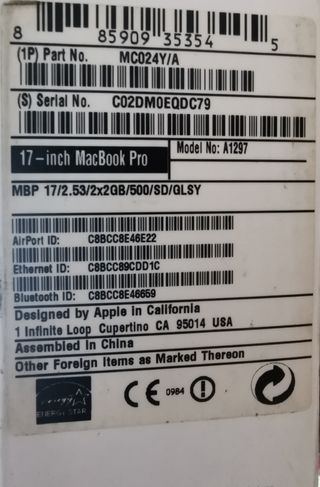 8 85909 35354 5
(1P) Part No. MC024Y/A
(S) Serial No. C02DM0EQDC79
17-inch MacBook Pro
Model No: A1297
MBP 17/2.53/2x2GB/500/SD/GLSY
AirPort ID: C8BCC8E46E22
Ethernet ID: C8BCC89CDD1C
Bluetooth ID: C8BCC8E46659
Designed by Apple in California
1 Infinite Loop Cupertino CA 95014 USA
Assembled in China
Other Foreign Items as Marked Thereon
CE 0984
ENERGY STAR